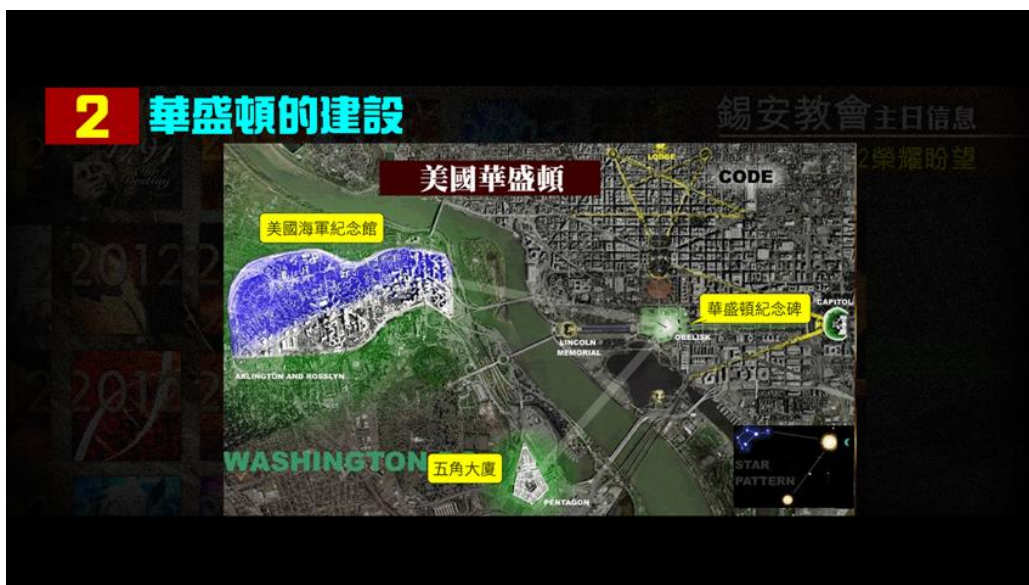 2 華盛頓的建設
錫安教會主日信息
2榮耀盼望
美國華盛頓
LODGE
CODE
美國海軍紀念館
華盛頓紀念碑
CAPITOL
OBELISK
LINCOLN
MEMORIAL
ARLINGTON AND ROSSLYN
WASHINGTON
五角大廈
PENTAGON
STAR
PATTERN
20122
2012